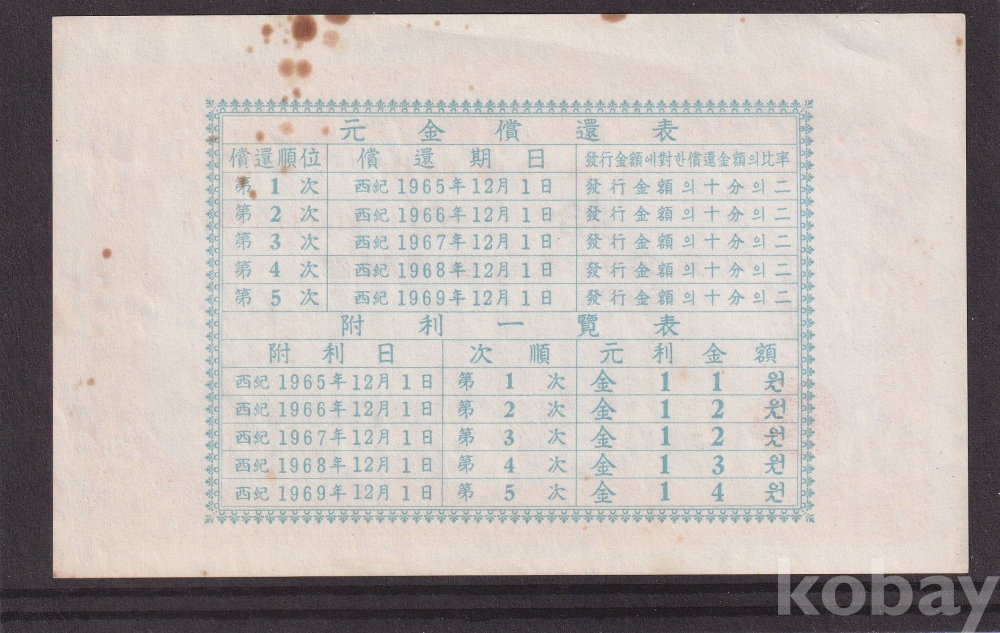 元金償還表
償還順位 償還期日 發行金額에對한償還金額의比率
第1次 西紀1965年12月1日 發行金額의十分의二
第2次 西紀1966年12月1日 發行金額의十分의二
第3次 西紀1967年12月1日 發行金額의十分의二
第4次 西紀1968年12月1日 發行金額의十分의二
第5次 西紀1969年12月1日 發行金額의十分의二
附利一覽表
附利日 次順 元利金額
西紀1965年12月1日 第1次 金11원
西紀1966年12月1日 第2次 金12원
西紀1967年12月1日 第3次 金12원
西紀1968年12月1日 第4次 金13원
西紀1969年12月1日 第5次 金14원
kobay